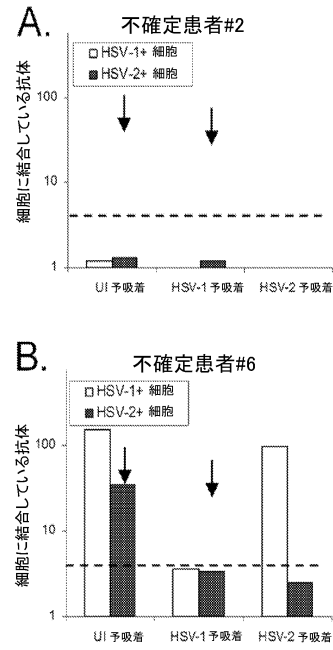 A.
不確定患者#2
HSV-1+ 細胞
HSV-2+ 細胞
細胞に結合している抗体
100
10
1
UI 予吸着
HSV-1 予吸着
HSV-2 予吸着
B.
不確定患者#6
HSV-1+ 細胞
HSV-2+ 細胞
細胞に結合している抗体
100
10
1
UI 予吸着
HSV-1 予吸着
HSV-2 予吸着